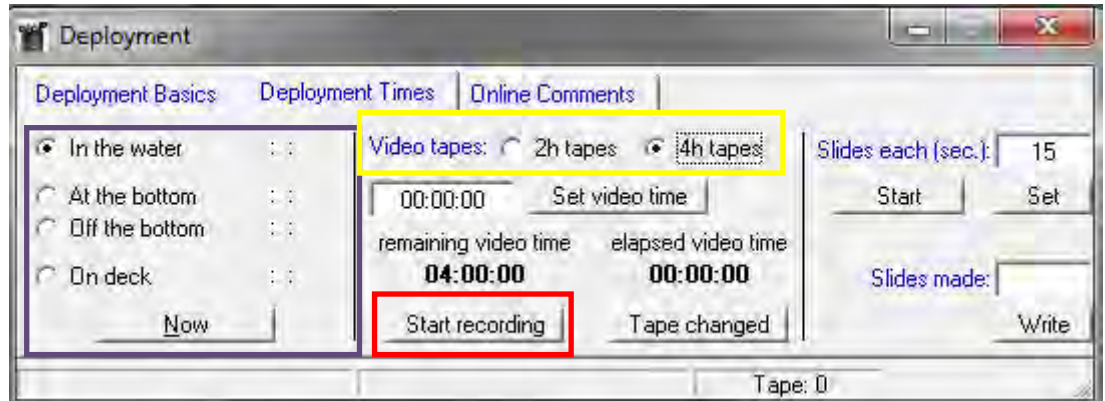 Deployment
Deployment Basics Deployment Times Online Comments
In the water : :
At the bottom : :
Off the bottom : :
On deck : :
Now
Video tapes: 2h tapes 4h tapes
00:00:00 Set video time
remaining video time elapsed video time
04:00:00 00:00:00
Start recording Tape changed
Slides each (sec.): 15
Start Set
Slides made:
Write
Tape: 0